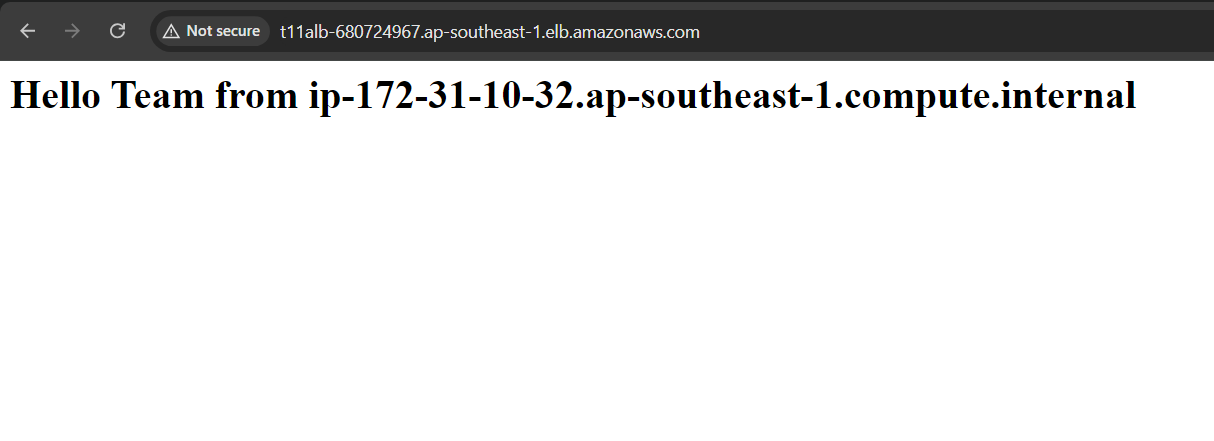 Not secure t11alb-680724967.ap-southeast-1.elb.amazonaws.com
Hello Team from ip-172-31-10-32.ap-southeast-1.compute.internal